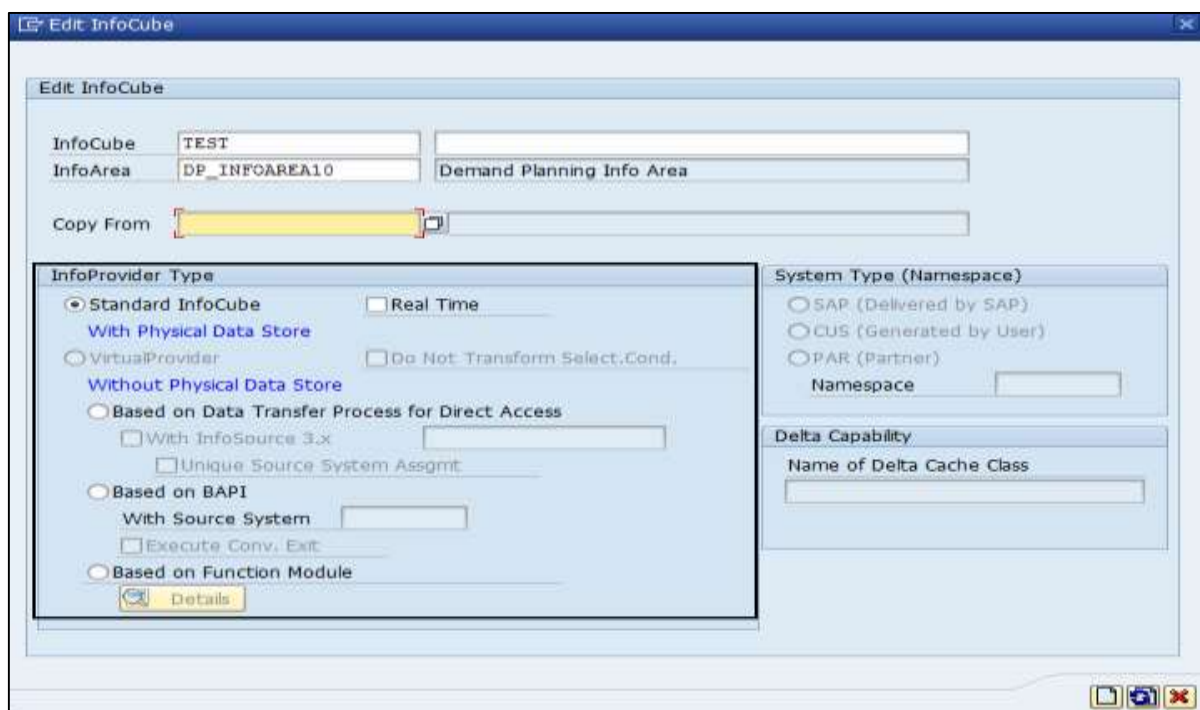 Edit InfoCube
Edit InfoCube
InfoCube TEST
InfoArea DP_INFOAREA10 Demand Planning Info Area
Copy From
InfoProvider Type
Standard InfoCube Real Time
With Physical Data Store
VirtualProvider Do Not Transform Select.Cond.
Without Physical Data Store
Based on Data Transfer Process for Direct Access
With InfoSource 3.x
Unique Source System Assgmt
Based on BAPI
With Source System
Execute Conv. Exit
Based on Function Module
Details
System Type (Namespace)
SAP (Delivered by SAP)
CUS (Generated by User)
PAR (Partner)
Namespace
Delta Capability
Name of Delta Cache Class